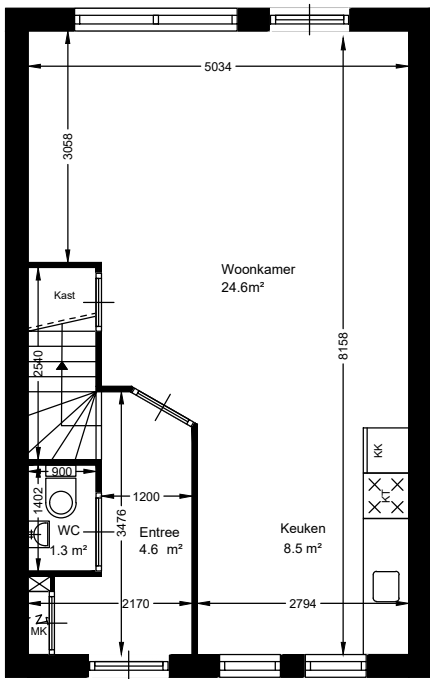 5034
3058
Woonkamer
24.6m²
Kast
8158
2540
KK
900
KT
1402
1200
3476
WC
1.3 m²
Entree
4.6 m²
Keuken
8.5 m²
2170
2794
MK